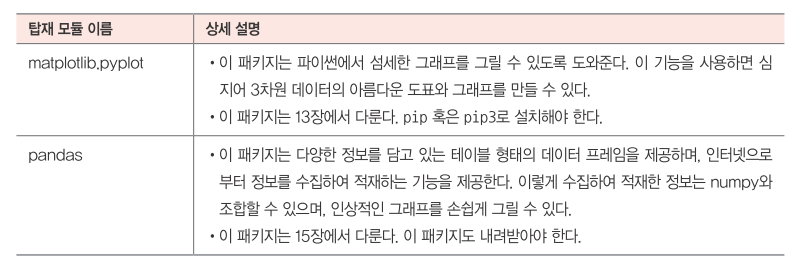 탑재 모듈 이름 상세 설명
matplotlib.pyplot • 이 패키지는 파이썬에서 섬세한 그래프를 그릴 수 있도록 도와준다. 이 기능을 사용하면 심
지어 3차원 데이터의 아름다운 도표와 그래프를 만들 수 있다.
• 이 패키지는 13장에서 다룬다. pip 혹은 pip3로 설치해야 한다.
pandas • 이 패키지는 다양한 정보를 담고 있는 테이블 형태의 데이터 프레임을 제공하며, 인터넷으로
부터 정보를 수집하여 적재하는 기능을 제공한다. 이렇게 수집하여 적재한 정보는 numpy와
조합할 수 있으며, 인상적인 그래프를 손쉽게 그릴 수 있다.
• 이 패키지는 15장에서 다룬다. 이 패키지도 내려받아야 한다.